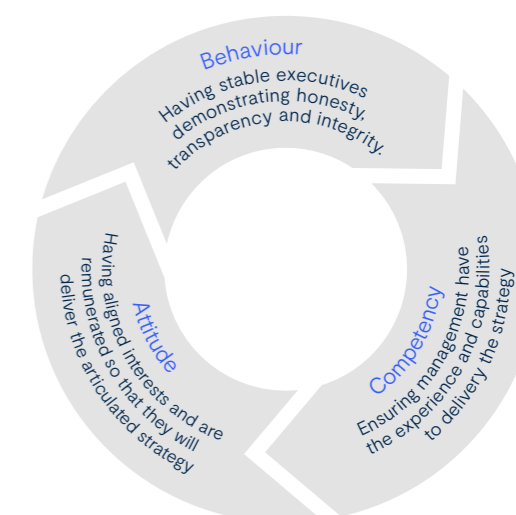 Behaviour
Having stable executives
demonstrating honesty,
transparency and integrity.
Competency
Ensuring management have
the experience and capabilities
to delivery the strategy
Attitude
Having aligned interests and are
remunerated so that they will
deliver the articulated strategy